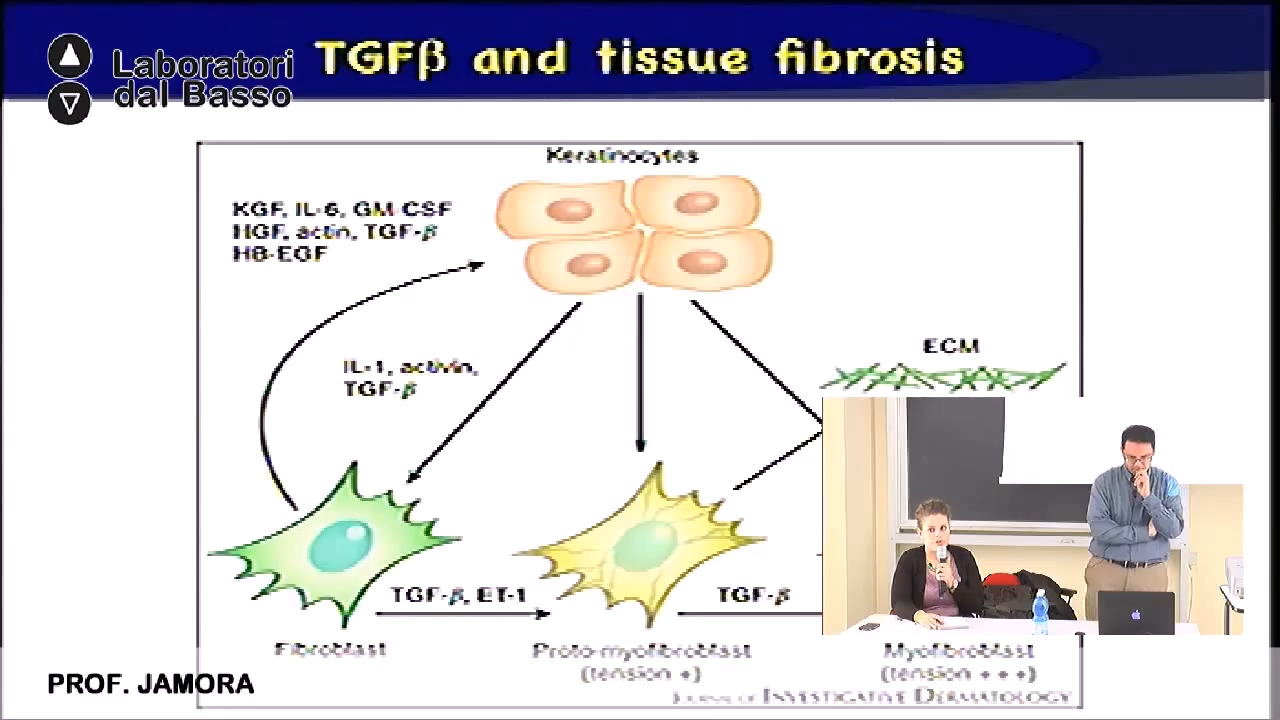 TGFβ and tissue fibrosis
Laboratori
dal Basso
Keratinocytes
KGF, IL-6, GM-CSF
HGF, actin, TGF-β
HB-EGF
IL-1, activin,
TGF-β
ECM
TGF-β, ET-1
TGF-β
Fibroblast
Proto-myofibroblast
(tension +)
Myofibroblast
(tension + + +)
JOURNAL OF INVESTIGATIVE DERMATOLOGY
PROF. JAMORA